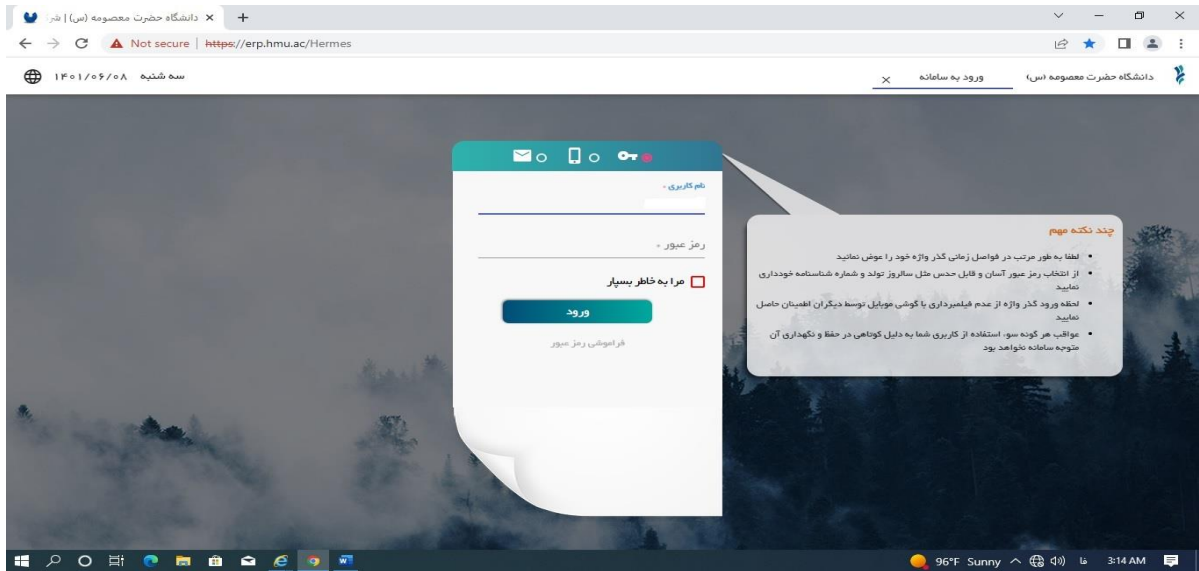 دانشگاه حضرت معصومه (س) | شر
Not secure | https://erp.hmu.ac/Hermes
دانشگاه حضرت معصومه (س) ورود به سامانه سه شنبه ۱۴۰۱/۰۶/۰۸
نام کاربری *
رمز عبور *
مرا به خاطر بسپار
ورود
فراموشی رمز عبور
چند نکته مهم
لطفا به طور مرتب در فواصل زمانی گذر واژه خود را عوض نمائید
از انتخاب رمز عبور آسان و قابل حدس مثل سالروز تولد و شماره شناسنامه خودداری
نمایید
لحظه ورود گذر واژه از عدم فیلمبرداری با گوشی موبایل توسط دیگران اطمینان حاصل
نمایید
عواقب هر گونه سوء استفاده از کاربری شما به دلیل کوتاهی در حفظ و نگهداری آن
متوجه سامانه نخواهد بود
96°F Sunny فا 3:14 AM